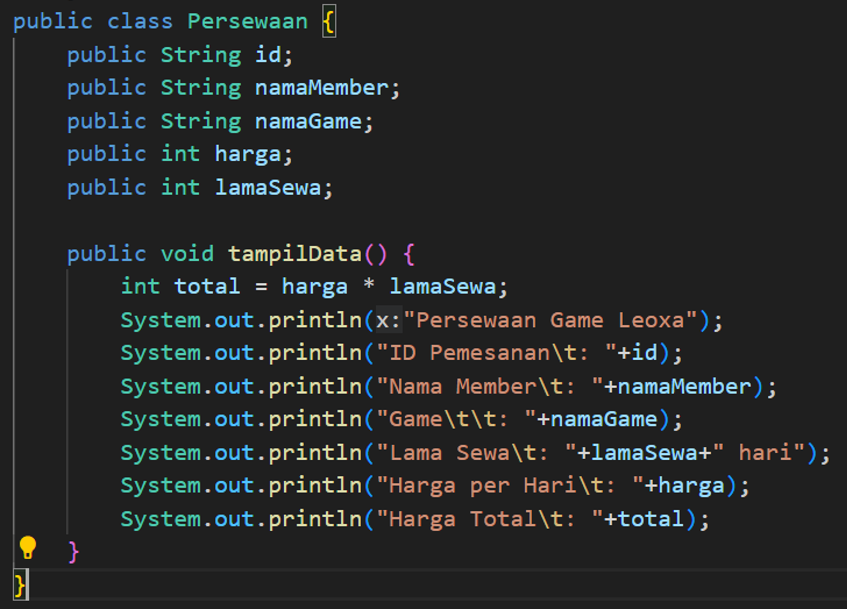 public class Persewaan {
    public String id;
    public String namaMember;
    public String namaGame;
    public int harga;
    public int lamaSewa;

    public void tampilData() {
        int total = harga * lamaSewa;
        System.out.println(x:"Persewaan Game Leoxa");
        System.out.println("ID Pemesanan\t: "+id);
        System.out.println("Nama Member\t: "+namaMember);
        System.out.println("Game\t\t: "+namaGame);
        System.out.println("Lama Sewa\t: "+lamaSewa+" hari");
        System.out.println("Harga per Hari\t: "+harga);
        System.out.println("Harga Total\t: "+total);
    }
}